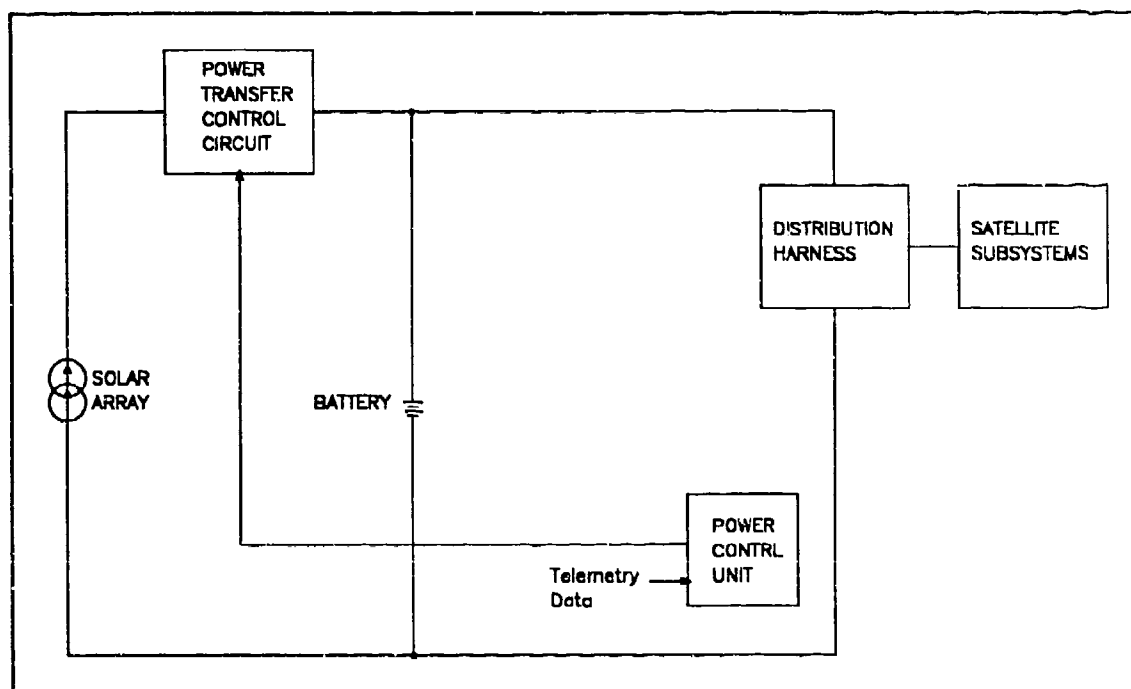 POWER
TRANSFER
CONTROL
CIRCUIT
DISTRIBUTION
HARNESS
SATELLITE
SUBSYSTEMS
SOLAR
ARRAY
BATTERY
POWER
CONTRL
UNIT
Telemetry
Data